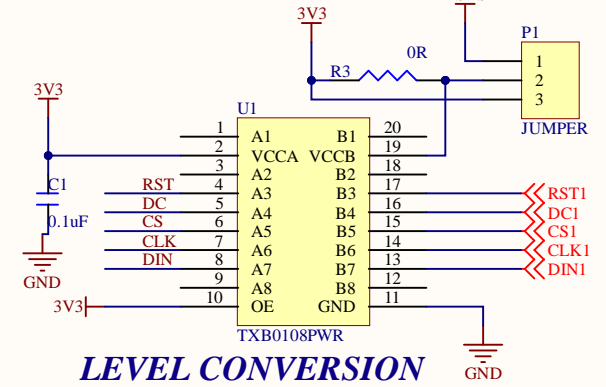 3V3
P1
R3
0R
1
2
3
JUMPER
3V3
U1
1 A1 B1 20
2 VCCA VCCB 19
3 A2 B2 18
RST 4 A3 B3 17 RST1
DC 5 A4 B4 16 DC1
CS 6 A5 B5 15 CS1
CLK 7 A6 B6 14 CLK1
DIN 8 A7 B7 13 DIN1
9 A8 B8 12
3V3 10 OE GND 11
C1
0.1uF
GND
TXB0108PWR
LEVEL CONVERSION
GND